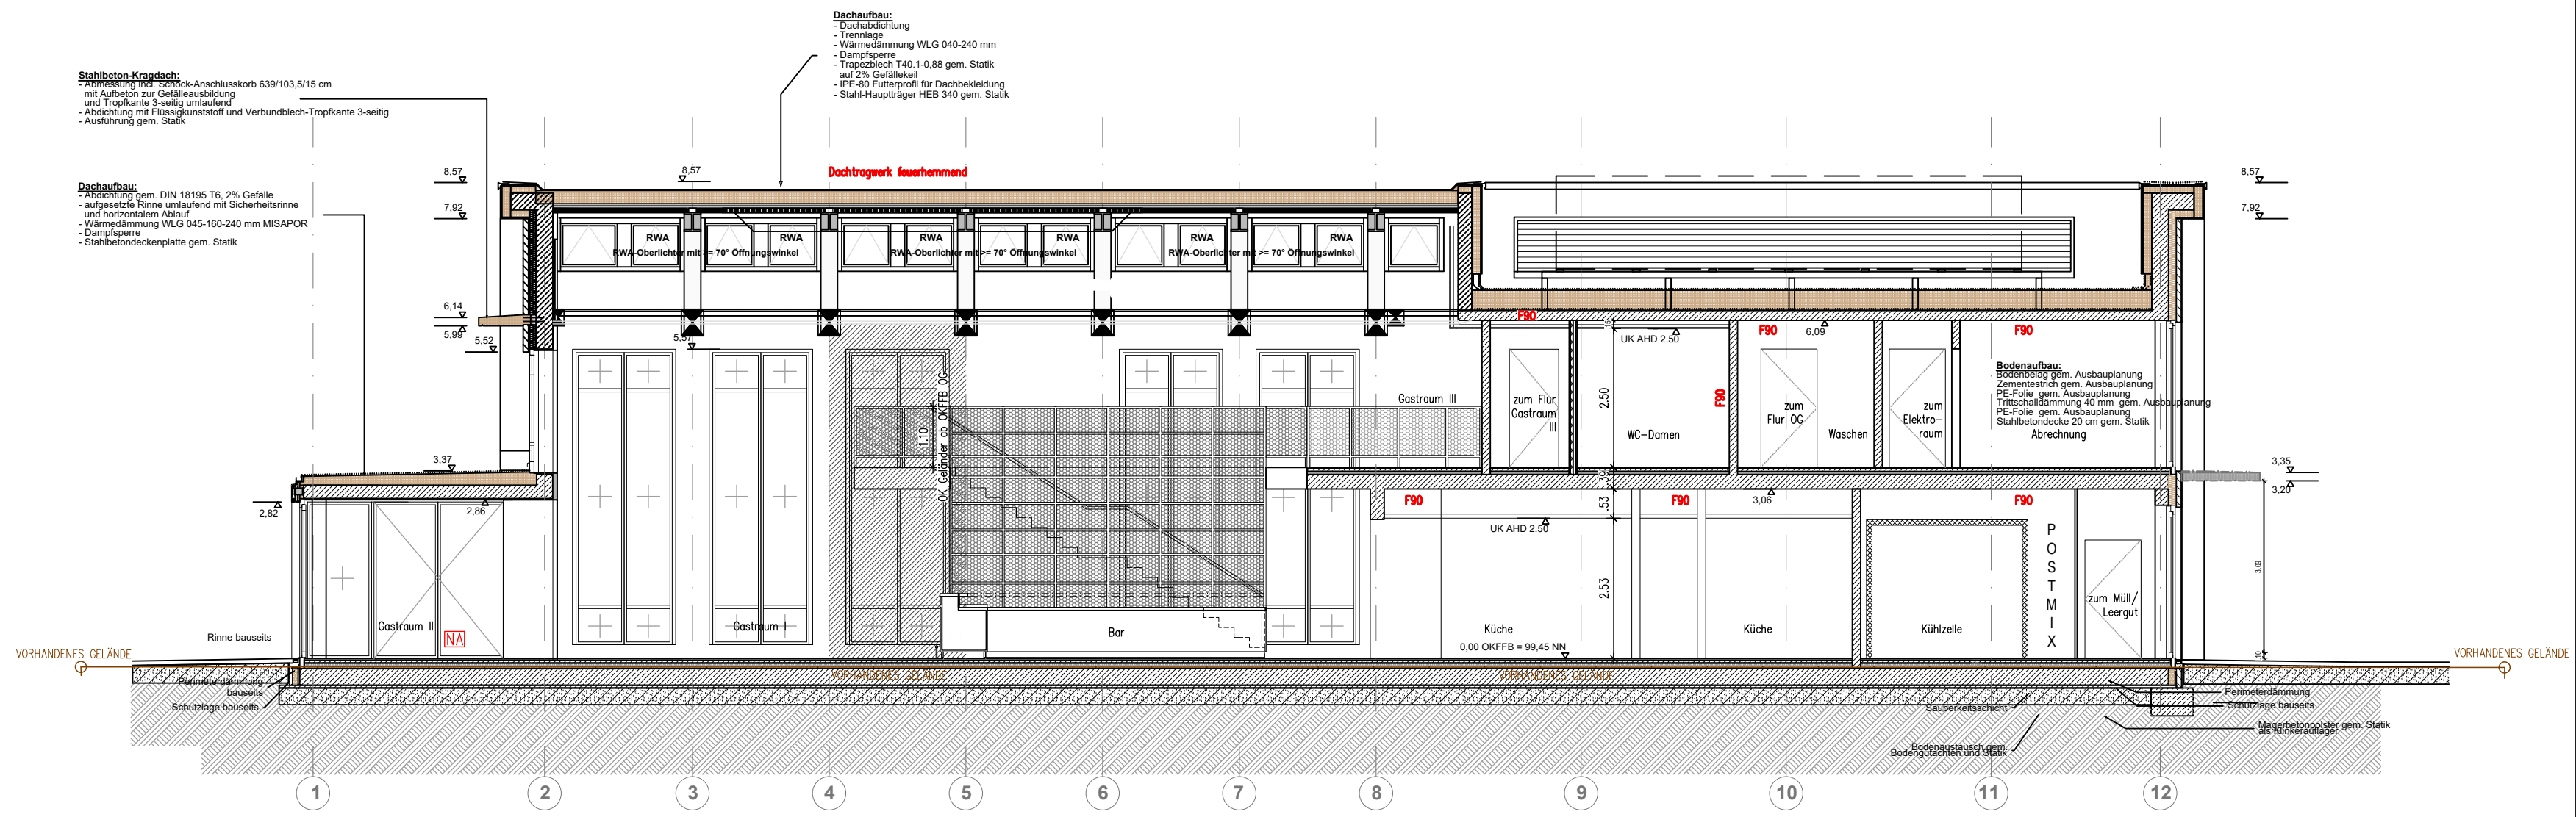 Dachaufbau:
- Dachabdichtung
- Trennlage
- Wärmedämmung WLG 040-240 mm
- Dampfsperre
- Trapezblech T40.1-0,88 gem. Statik
auf 2% Gefällekeil
- IPE-80 Futterprofil für Dachbekleidung
- Stahl-Hauptträger HEB 340 gem. Statik
Stahlbeton-Kragdach:
- Abmessung incl. Schöck-Anschlusskorb 639/103,5/15 cm
mit Aufbeton zur Gefälleausbildung
und Tropfkante 3-seitig umlaufend
- Abdichtung mit Flüssigkunststoff und Verbundblech-Tropfkante 3-seitig
- Ausführung gem. Statik
Dachaufbau:
- Abdichtung gem. DIN 18195 T6, 2% Gefälle
- aufgesetzte Rinne umlaufend mit Sicherheitsrinne
und horizontalem Ablauf
- Wärmedämmung WLG 045-160-240 mm MISAPOR
- Dampfsperre
- Stahlbetondeckenplatte gem. Statik
8,57
8,57
Dachtragwerk feuerhemmend
8,57
7,92
7,92
RWA
RWA
RWA
RWA
RWA
RWA
RWA-Oberlichter mit >= 70° Öffnungswinkel
RWA-Oberlichter mit >= 70° Öffnungswinkel
RWA-Oberlichter mit >= 70° Öffnungswinkel
6,14
5,99
5,52
5,57
F90
15
UK AHD 2.50
F90
6,09
F90
Bodenaufbau:
Bodenbelag gem. Ausbauplanung
Zementestrich gem. Ausbauplanung
PE-Folie gem. Ausbauplanung
Trittschalldämmung 40 mm gem. Ausbauplanung
PE-Folie gem. Ausbauplanung
Stahlbetondecke 20 cm gem. Statik
OK Geländer ab OKFFB OG
1.10
Gastraum III
zum Flur
Gastraum
III
2.50
WC-Damen
F90
zum
Flur OG
Waschen
zum
Elektro-
raum
Abrechnung
3,37
3,35
3,20
2,82
2,86
.39
.53
F90
F90
3,06
F90
UK AHD 2.50
2.53
3.09
10
POSTMIX
zum Müll/
Leergut
Rinne bauseits
Gastraum II
NA
Gastraum I
Bar
Küche
Küche
Kühlzelle
0,00 OKFFB = 99,45 NN
VORHANDENES GELÄNDE
VORHANDENES GELÄNDE
VORHANDENES GELÄNDE
VORHANDENES GELÄNDE
Perimeterdämmung
bauseits
Schutzlage bauseits
Perimeterdämmung
Schutzlage bauseits
Sauberkeitsschicht
Magerbetonpolster gem. Statik
als Klinkerauflager
Bodenaustausch gem.
Bodengutachten und Statik
1
2
3
4
5
6
7
8
9
10
11
12